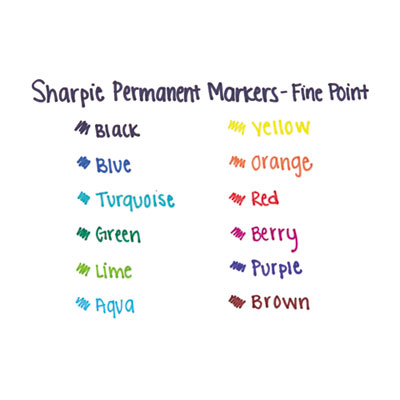 Sharpie Permanent Markers - Fine Point
Black
Blue
Turquoise
Green
Lime
Aqua
Yellow
Orange
Red
Berry
Purple
Brown